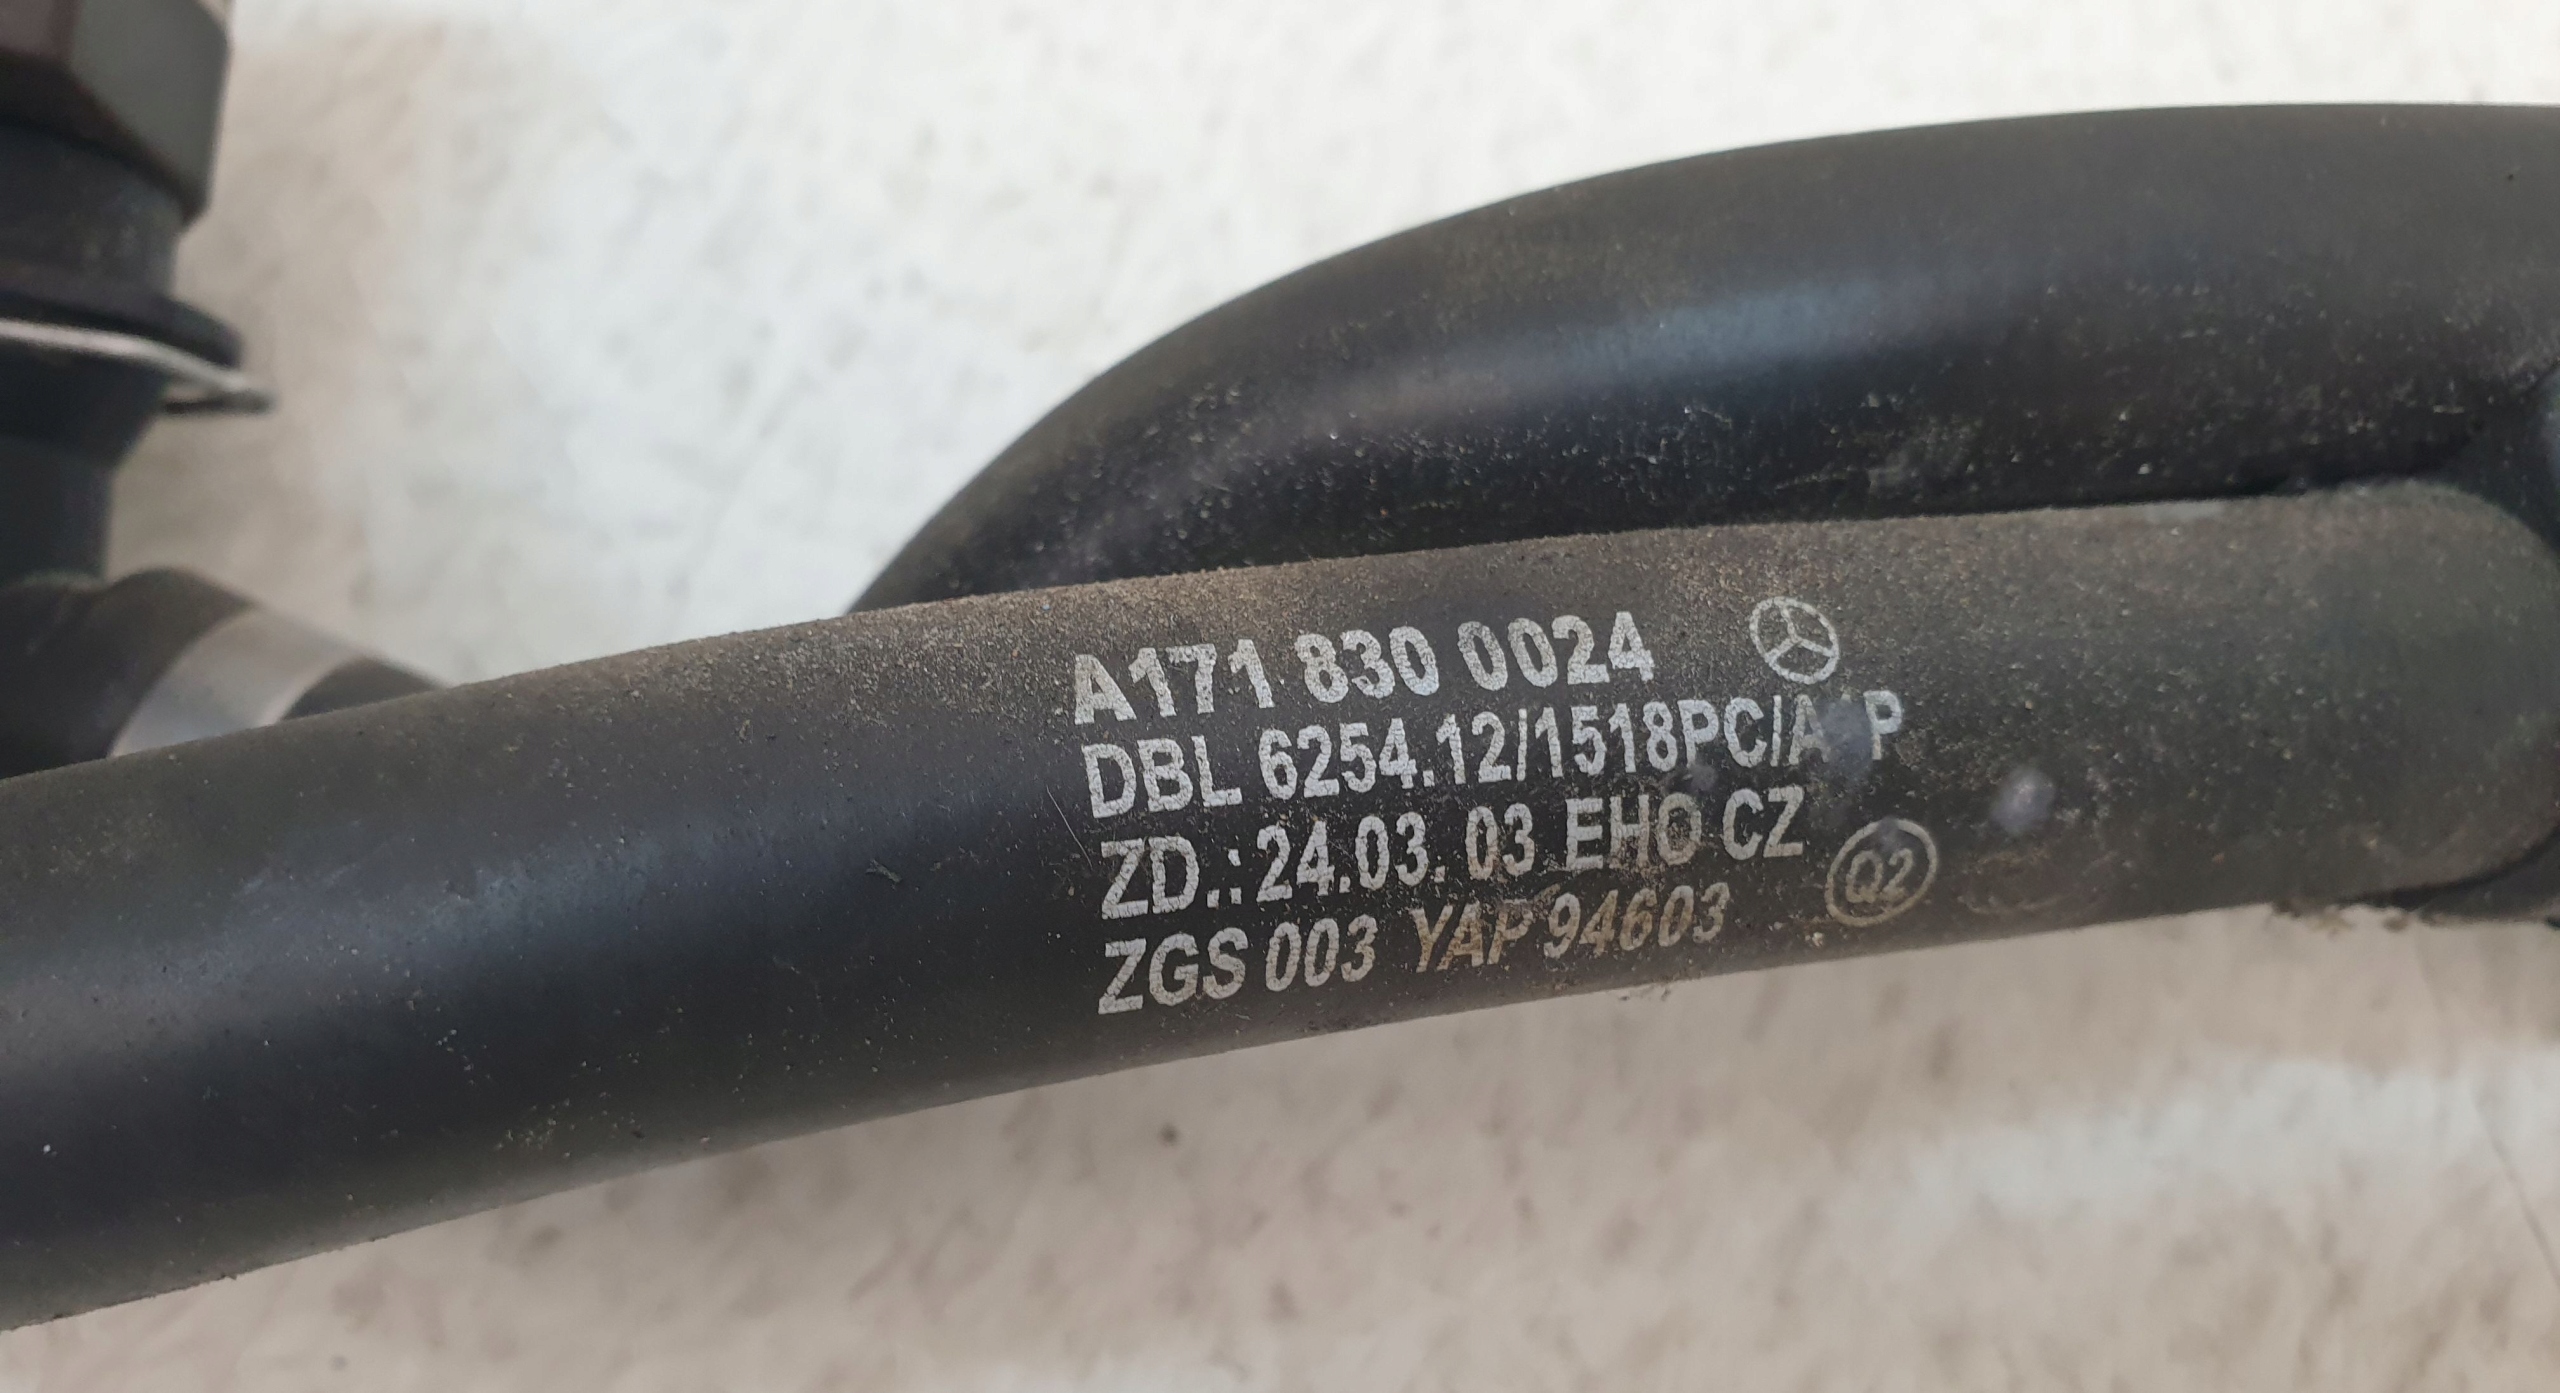 A171 830 0024
DBL 6254.12/1518PC/
ZD.: 24.03. 03 EHO CZ
ZGS 003 YAP 94603
Q2